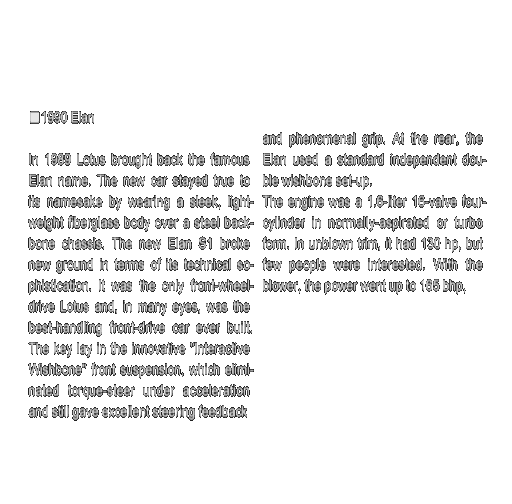 1990 Elan
In 1989 Lotus brought back the famous
Elan name. The new car stayed true to
its namesake by wearing a sleek, light-
weight fiberglass body over a steel back-
bone chassis. The new Elan S1 broke
new ground in terms of its technical so-
phistication. It was the only front-wheel-
drive Lotus and, in many eyes, was the
best-handling front-drive car ever built.
The key lay in the innovative "Interactive
Wishbone" front suspension, which elimi-
nated torque-steer under acceleration
and still gave excellent steering feedback
and phenomenal grip. At the rear, the
Elan used a standard independent dou-
ble wishbone set-up.
The engine was a 1.6-liter 16-valve four-
cylinder in normally-aspirated or turbo
form. In unblown trim, it had 130 hp, but
few people were interested. With the
blower, the power went up to 165 bhp.